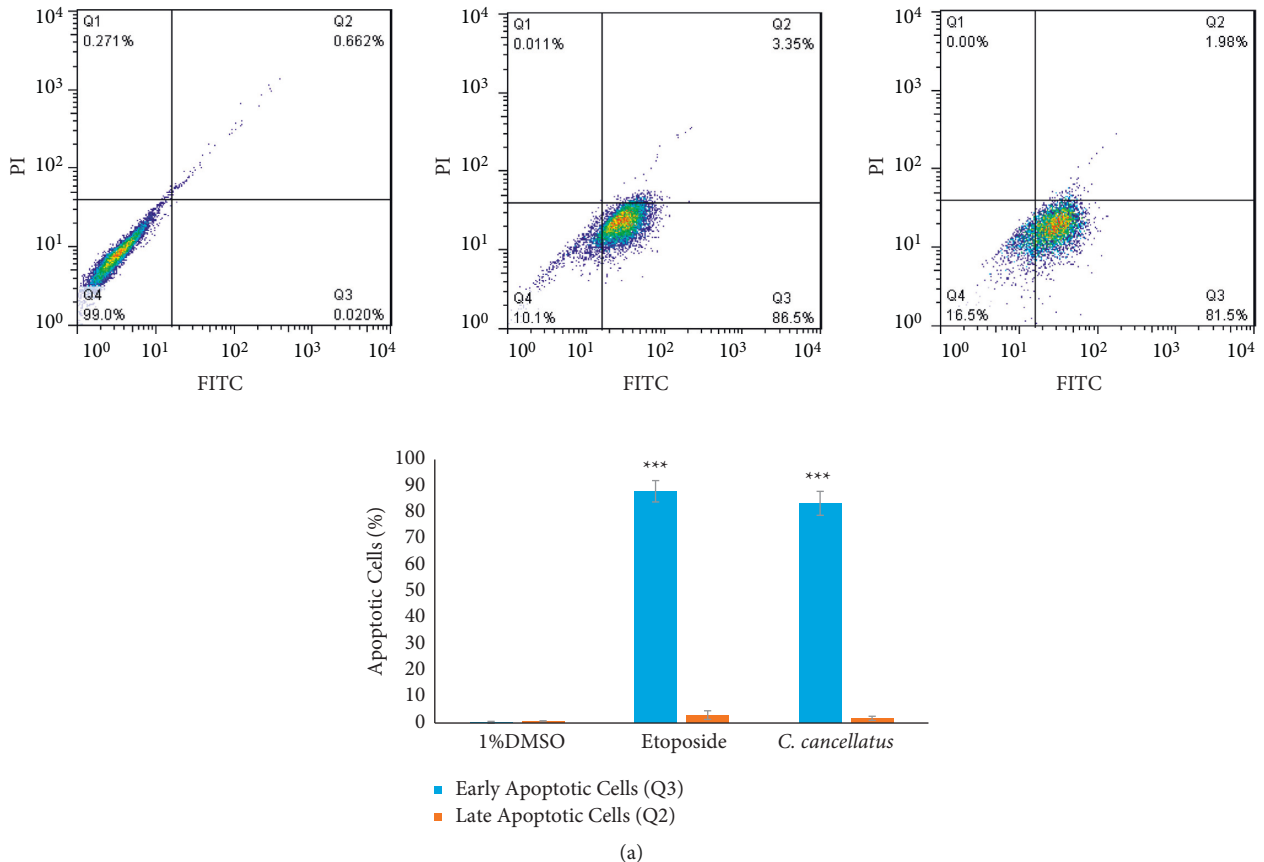 Q1 Q2
0.271% 0.662%
10⁴
10³
10²
10¹
10⁰
PI
Q4 Q3
99.0% 0.020%
10⁰ 10¹ 10² 10³ 10⁴
FITC
Q1 Q2
0.011% 3.35%
10⁴
10³
10²
10¹
10⁰
PI
Q4 Q3
10.1% 86.5%
10⁰ 10¹ 10² 10³ 10⁴
FITC
Q1 Q2
0.00% 1.98%
10⁴
10³
10²
10¹
10⁰
PI
Q4 Q3
16.5% 81.5%
10⁰ 10¹ 10² 10³ 10⁴
FITC
Apoptotic Cells (%)
100
90
80
70
60
50
40
30
20
10
0
*** ***
1%DMSO Etoposide C. cancellatus
Early Apoptotic Cells (Q3)
Late Apoptotic Cells (Q2)
(a)